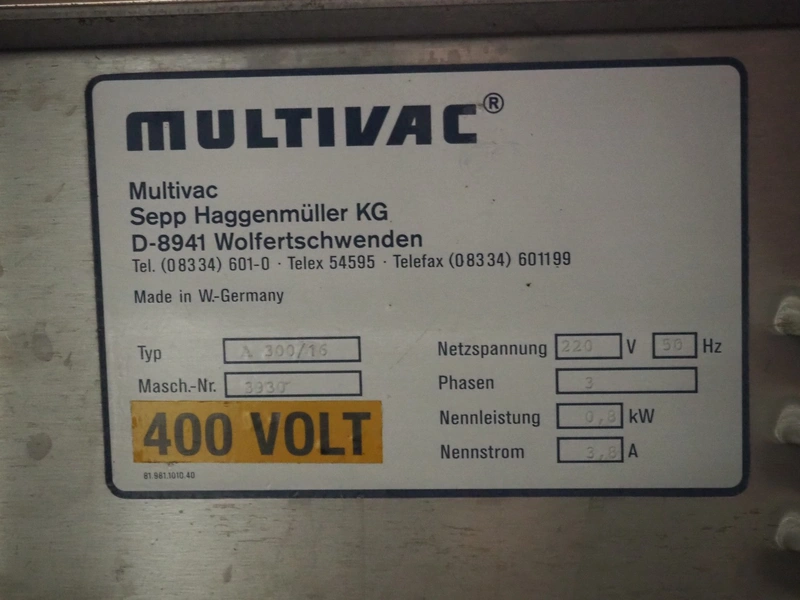 MULTIVAC®
Multivac
Sepp Haggenmüller KG
D-8941 Wolfertschwenden
Tel. (08334) 601-0 · Telex 54595 · Telefax (08334) 601199
Made in W.-Germany
Typ A 300/16
Netzspannung 220 V 50 Hz
Masch.-Nr.
Phasen 3
400 VOLT
Nennleistung 0,8 kW
Nennstrom 3,8 A
81.981.1010.40